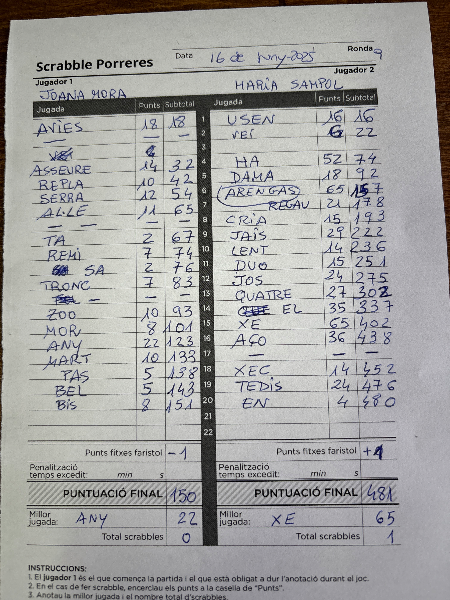 Scrabble Porreres Data 16 de juny-2025 Ronda 9
Jugador 1 Jugador 2
JOANA MORA MARIA SAMPOL
Jugada Punts Subtotal Jugada Punts Subtotal
AVIES 18 18 1 USEN 16 16
— — — 2 VEI 6 22
3
ASSEURE 14 32 4 HA 52 74
REPLA 10 42 5 DAMA 18 92
SERRA 12 54 6 ARENGAS 65 157
AL·LE 11 65 7 REGAU 21 178
— — — 8 CRIA 15 193
TA 2 67 9 JAÍS 29 222
REMI 7 74 10 LENT 14 236
SA 2 76 11 DUO 15 251
TRONC 7 83 12 JOS 24 275
— — 13 QUATRE 27 302
ZOO 10 93 14 EL 35 337
MOR 8 101 15 XE 65 402
ANY 22 123 16 AÇO 36 438
MART 10 133 17 — — —
PAS 5 138 18 XEC 14 452
BEL 5 143 19 TEDIS 24 476
BIS 8 151 20 EN 4 480
21
22
Punts fitxes faristol -1 Punts fitxes faristol +1
Penalització
temps excedit: min s Penalització
temps excedit: min s
PUNTUACIÓ FINAL 150 PUNTUACIÓ FINAL 481
Millor
jugada: ANY 22 Millor
jugada: XE 65
Total scrabbles 0 Total scrabbles 1
INSTRUCCIONS:
1. El jugador 1 és el que comença la partida i el que està obligat a dur l'anotació durant el joc.
2. En el cas de fer scrabble, encerclau els punts a la casella de "Punts".
3. Anotau la millor jugada i el nombre total d'scrabbles.